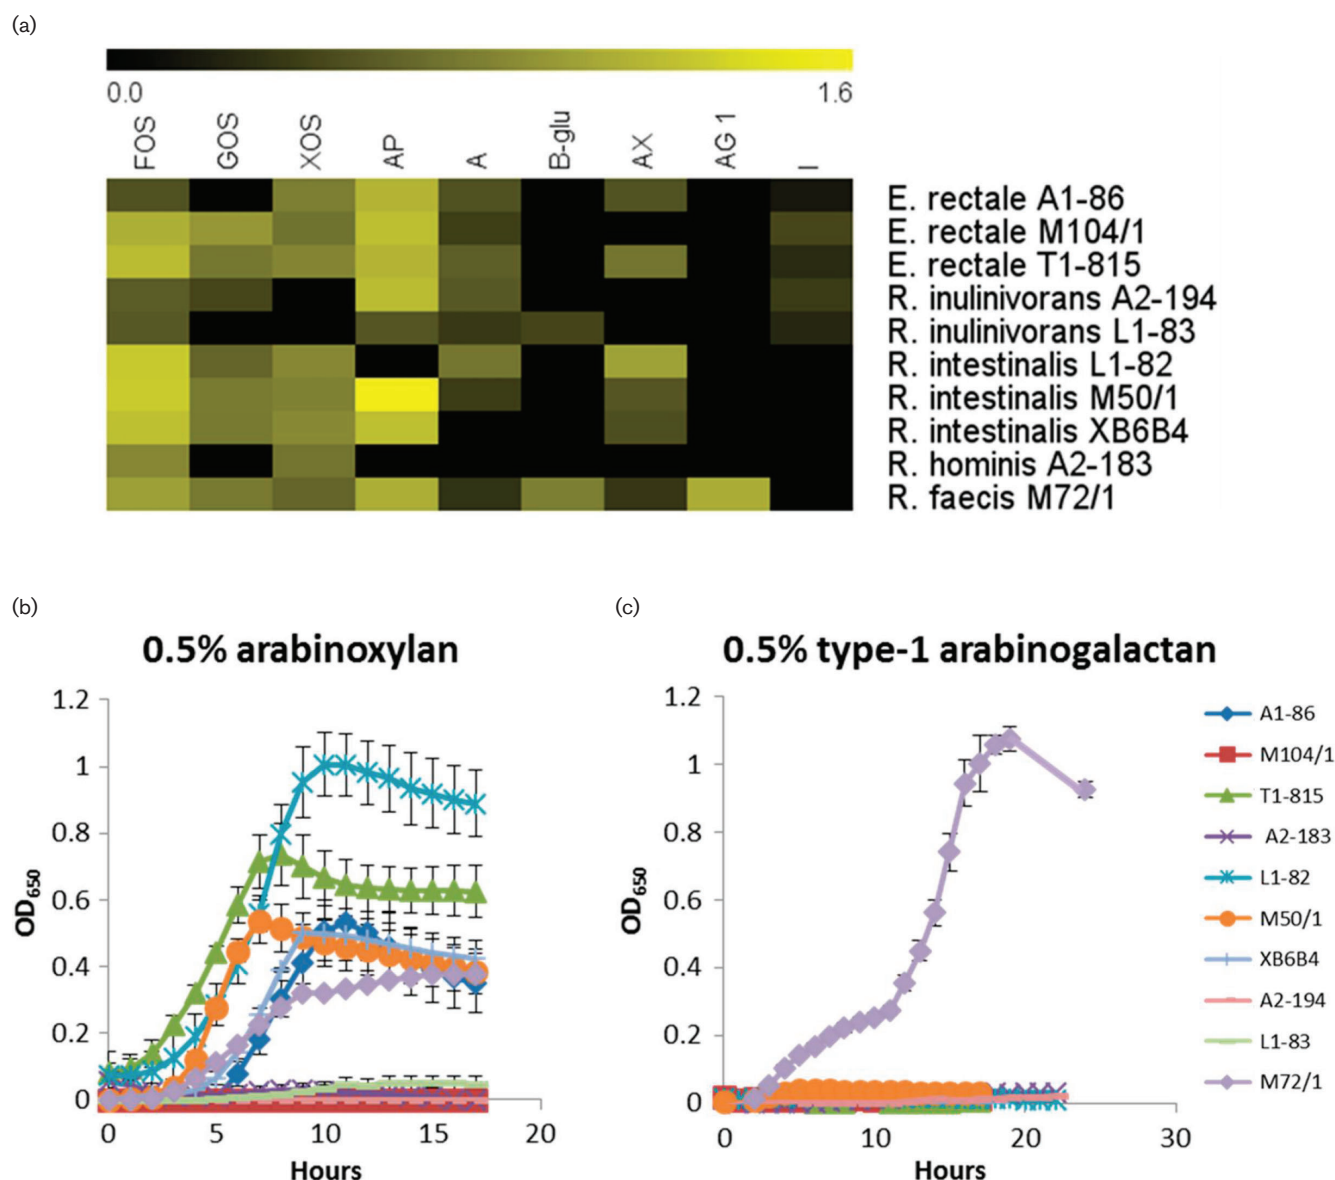 (a)
0.0 1.6
FOS GOS XOS AP A B-glu AX AG 1 I
E. rectale A1-86
E. rectale M104/1
E. rectale T1-815
R. inulinivorans A2-194
R. inulinivorans L1-83
R. intestinalis L1-82
R. intestinalis M50/1
R. intestinalis XB6B4
R. hominis A2-183
R. faecis M72/1
(b)
0.5% arabinoxylan
1.2
1
0.8
0.6
0.4
0.2
0
OD650
0 5 10 15 20
Hours
(c)
0.5% type-1 arabinogalactan
1.2
1
0.8
0.6
0.4
0.2
0
OD650
0 10 20 30
Hours
A1-86
M104/1
T1-815
A2-183
L1-82
M50/1
XB6B4
A2-194
L1-83
M72/1